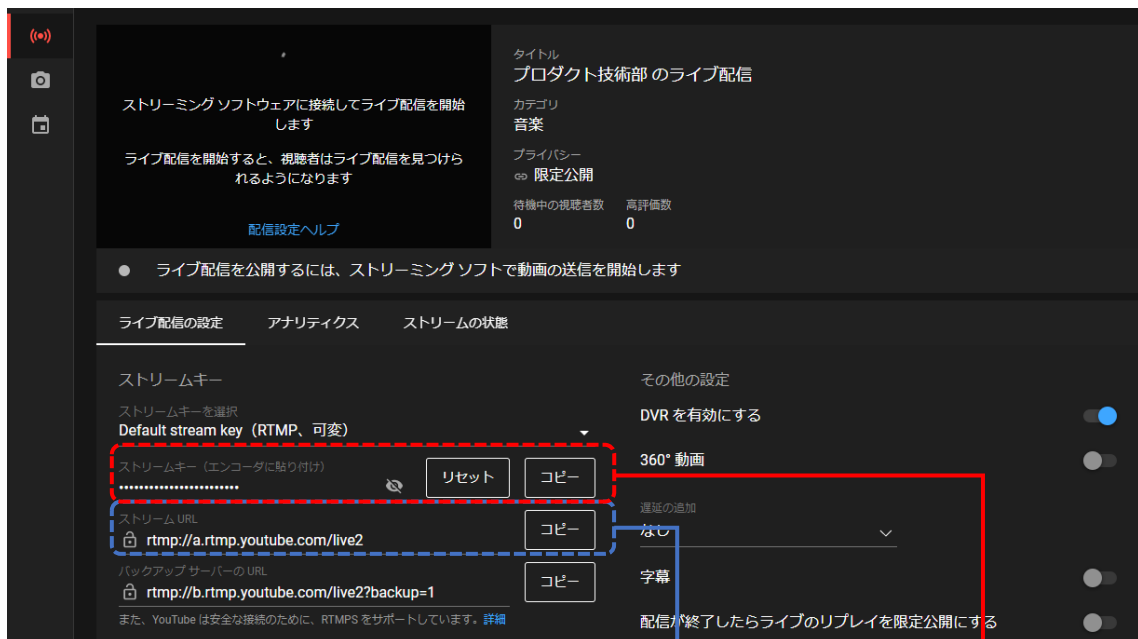 ストリーミング ソフトウェアに接続してライブ配信を開始
します
ライブ配信を開始すると、視聴者はライブ配信を見つけら
れるようになります
配信設定ヘルプ
タイトル
プロダクト技術部 のライブ配信
カテゴリ
音楽
プライバシー
限定公開
待機中の視聴者数 高評価数
0 0
ライブ配信を公開するには、ストリーミング ソフトで動画の送信を開始します
ライブ配信の設定 アナリティクス ストリームの状態
ストリームキー
ストリームキーを選択
Default stream key（RTMP、可変）
ストリームキー（エンコーダに貼り付け）
•••••••••••••••••••••••• リセット コピー
ストリーム URL
rtmp://a.rtmp.youtube.com/live2 コピー
バックアップ サーバーの URL
rtmp://b.rtmp.youtube.com/live2?backup=1 コピー
また、YouTube は安全な接続のために、RTMPS をサポートしています。詳細
その他の設定
DVR を有効にする
360° 動画
遅延の追加
なし
字幕
配信が終了したらライブのリプレイを限定公開にする